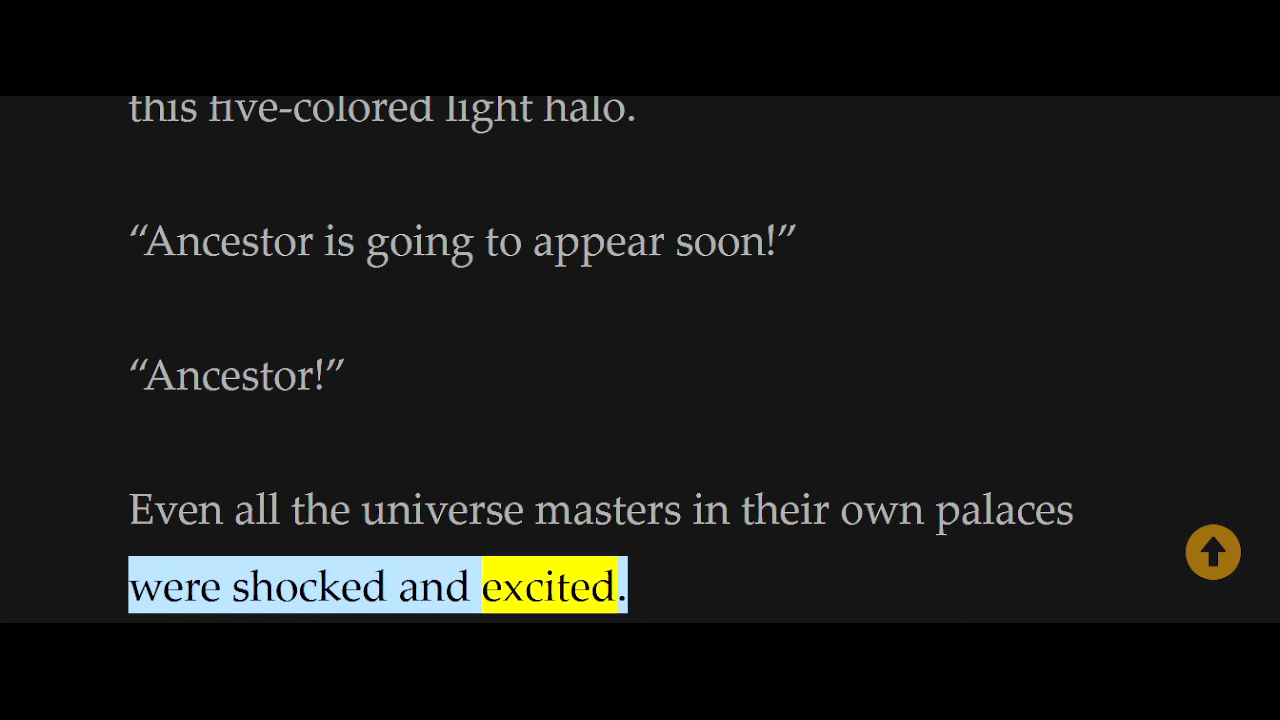 this five-colored light halo.
“Ancestor is going to appear soon!”
“Ancestor!”
Even all the universe masters in their own palaces
were shocked and excited.